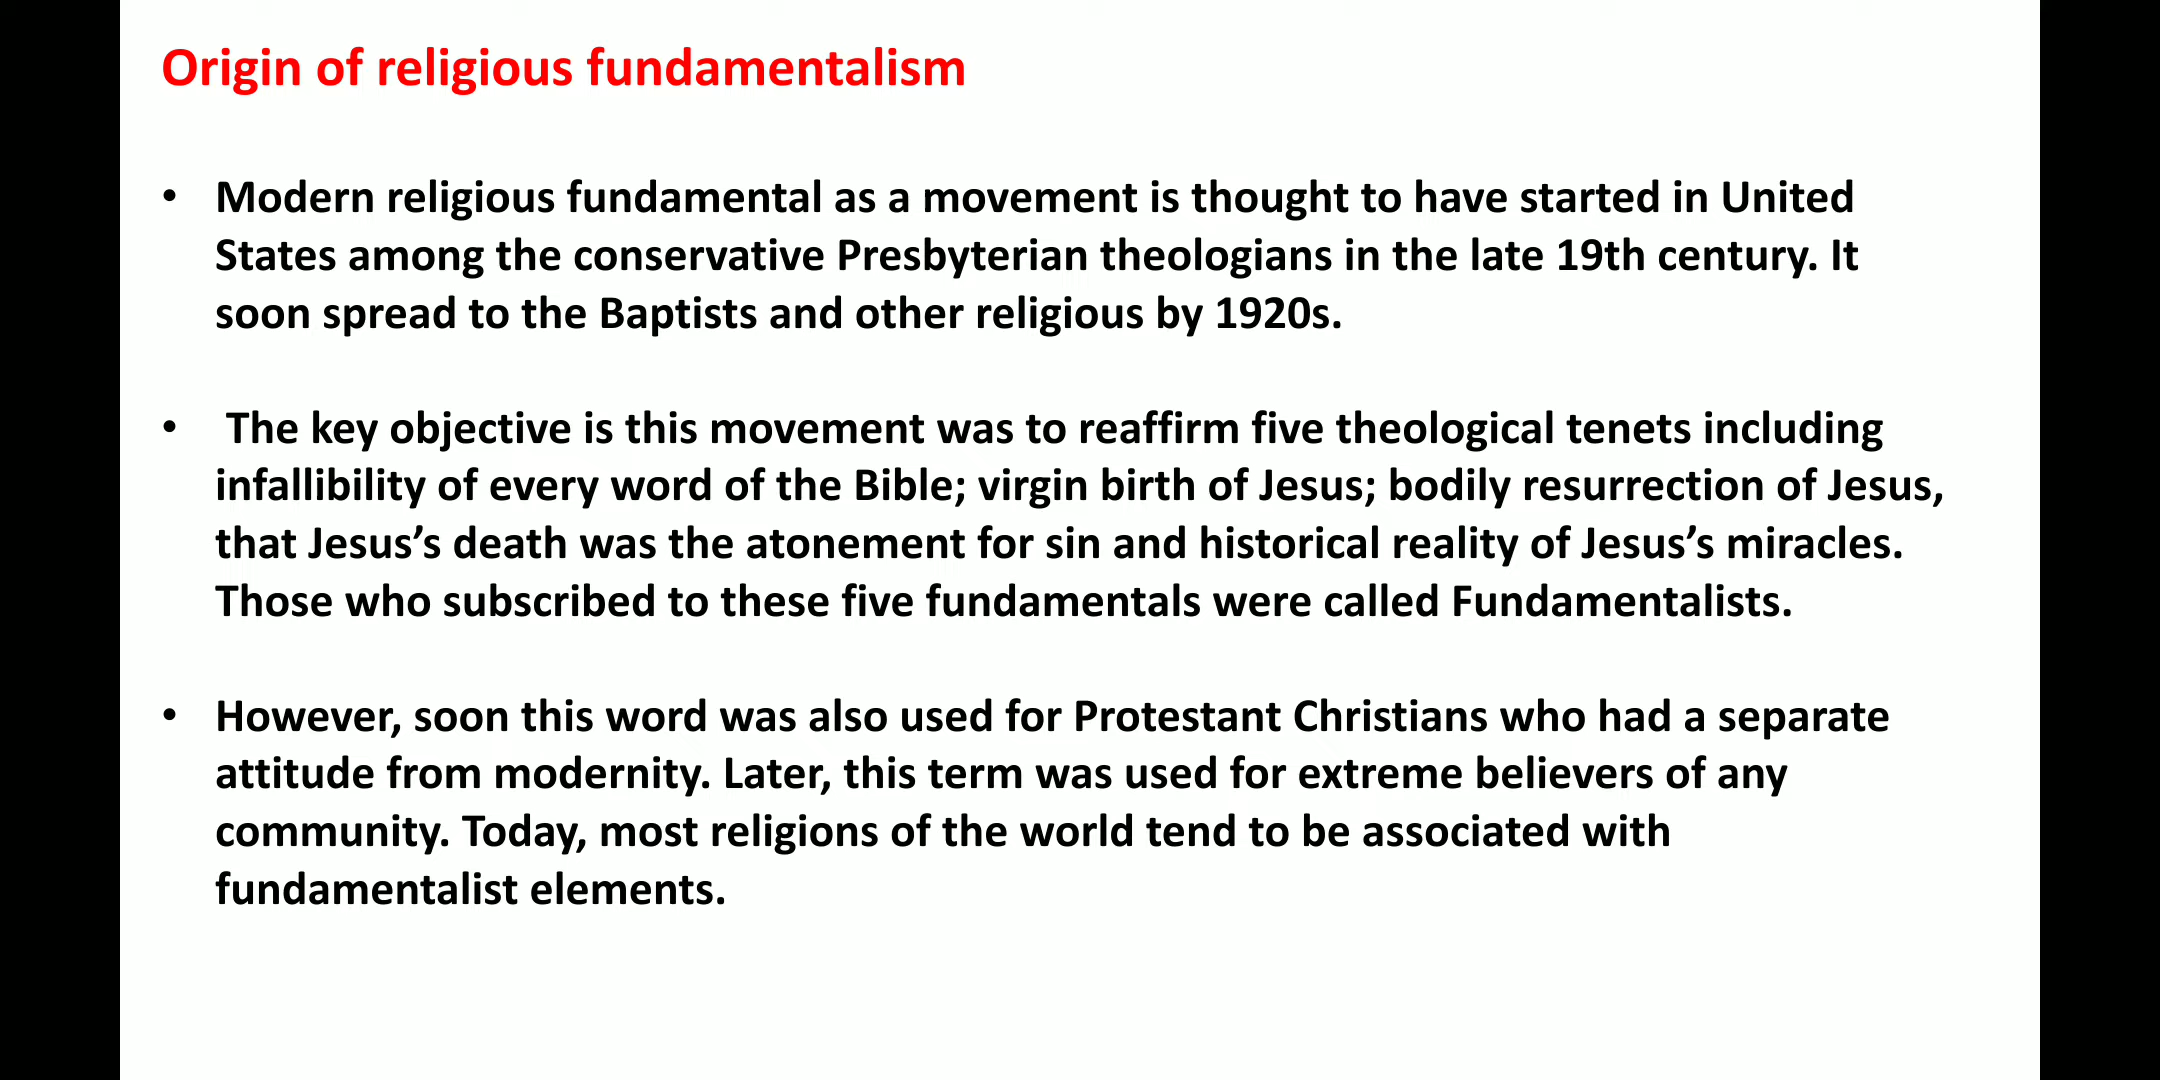 Origin of religious fundamentalism
• Modern religious fundamental as a movement is thought to have started in United
States among the conservative Presbyterian theologians in the late 19th century. It
soon spread to the Baptists and other religious by 1920s.
• The key objective is this movement was to reaffirm five theological tenets including
infallibility of every word of the Bible; virgin birth of Jesus; bodily resurrection of Jesus,
that Jesus’s death was the atonement for sin and historical reality of Jesus’s miracles.
Those who subscribed to these five fundamentals were called Fundamentalists.
• However, soon this word was also used for Protestant Christians who had a separate
attitude from modernity. Later, this term was used for extreme believers of any
community. Today, most religions of the world tend to be associated with
fundamentalist elements.